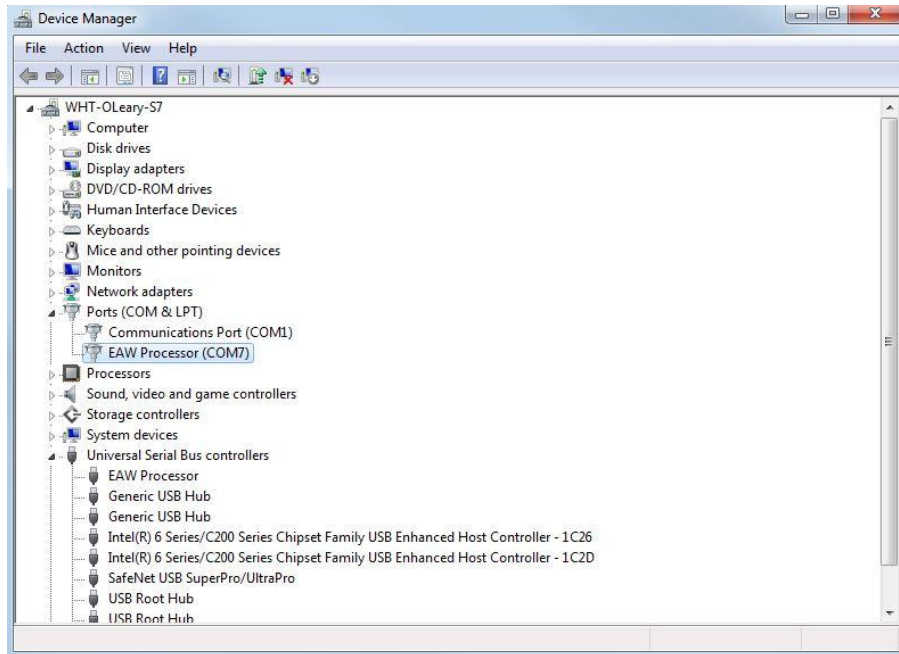 Device Manager
File Action View Help
WHT-OLeary-S7
Computer
Disk drives
Display adapters
DVD/CD-ROM drives
Human Interface Devices
Keyboards
Mice and other pointing devices
Monitors
Network adapters
Ports (COM & LPT)
Communications Port (COM1)
EAW Processor (COM7)
Processors
Sound, video and game controllers
Storage controllers
System devices
Universal Serial Bus controllers
EAW Processor
Generic USB Hub
Generic USB Hub
Intel(R) 6 Series/C200 Series Chipset Family USB Enhanced Host Controller - 1C26
Intel(R) 6 Series/C200 Series Chipset Family USB Enhanced Host Controller - 1C2D
SafeNet USB SuperPro/UltraPro
USB Root Hub
USB Root Hub